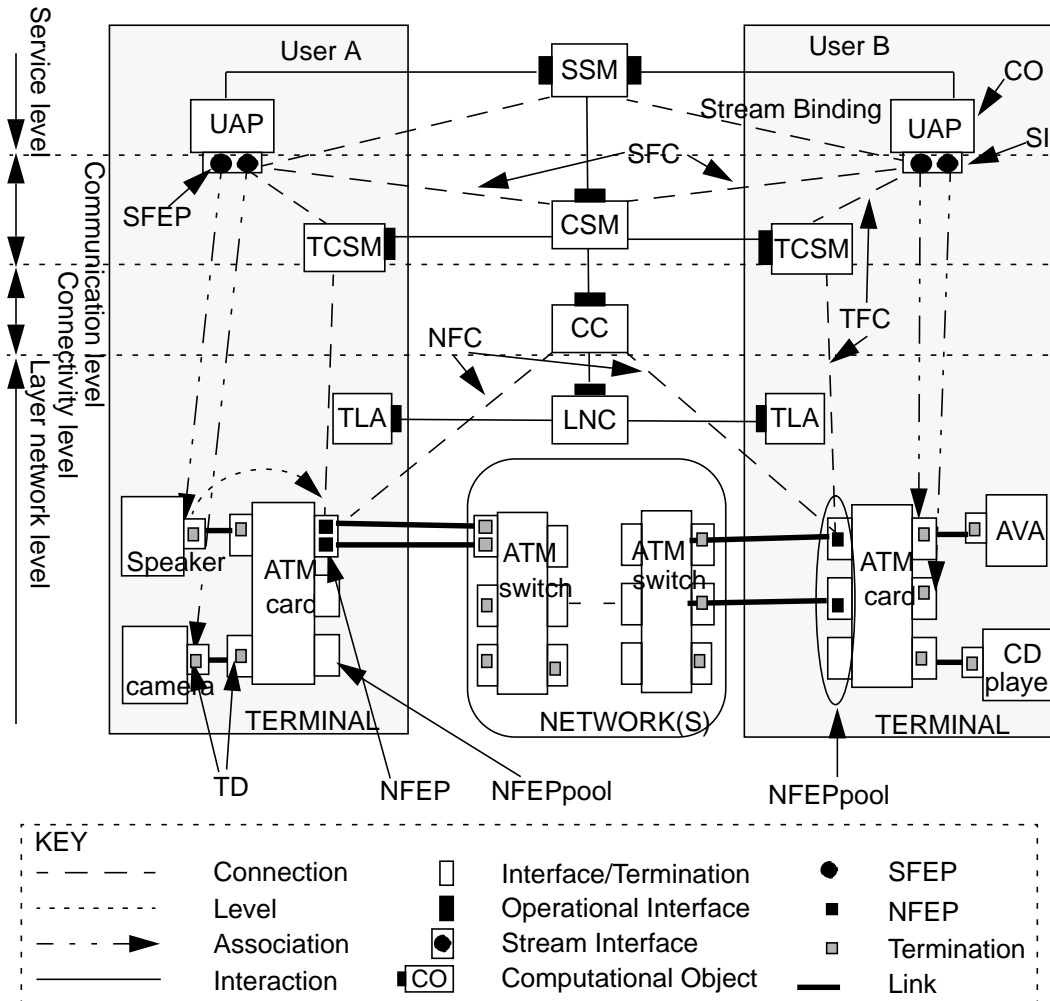 Service level
Communication level
Connectivity level
Layer network level
User A
User B
SSM
CO
UAP
Stream Binding
UAP
SFC
SI
SFEP
CSM
TCSM
TCSM
CC
NFC
TFC
TLA
LNC
TLA
Speaker
ATM
card
ATM
switch
ATM
switch
ATM
card
AVA
camera
CD
playe
TERMINAL
NETWORK(S)
TERMINAL
TD
NFEP
NFEPpool
NFEPpool
KEY
Connection
Interface/Termination
SFEP
Level
Operational Interface
NFEP
Association
Stream Interface
Termination
Interaction
CO
Computational Object
Link